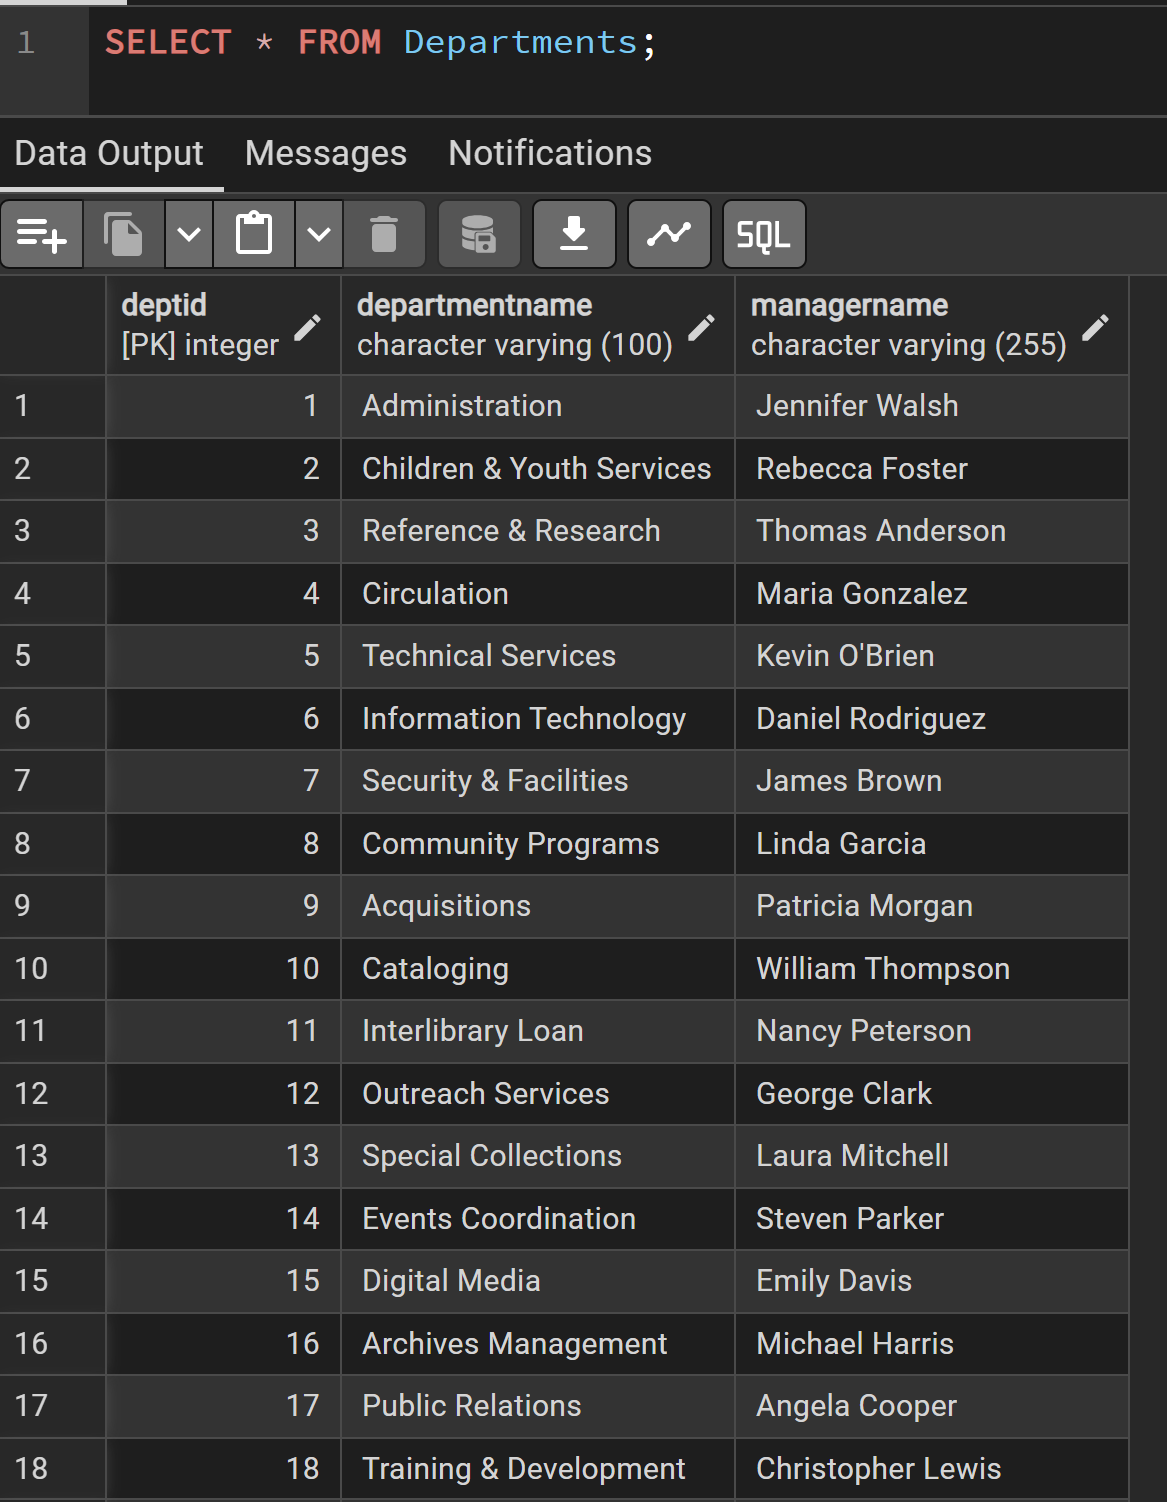 1 SELECT * FROM Departments;
Data Output Messages Notifications
SQL
deptid departmentname managername
[PK] integer character varying (100) character varying (255)
1 1 Administration Jennifer Walsh
2 2 Children & Youth Services Rebecca Foster
3 3 Reference & Research Thomas Anderson
4 4 Circulation Maria Gonzalez
5 5 Technical Services Kevin O'Brien
6 6 Information Technology Daniel Rodriguez
7 7 Security & Facilities James Brown
8 8 Community Programs Linda Garcia
9 9 Acquisitions Patricia Morgan
10 10 Cataloging William Thompson
11 11 Interlibrary Loan Nancy Peterson
12 12 Outreach Services George Clark
13 13 Special Collections Laura Mitchell
14 14 Events Coordination Steven Parker
15 15 Digital Media Emily Davis
16 16 Archives Management Michael Harris
17 17 Public Relations Angela Cooper
18 18 Training & Development Christopher Lewis